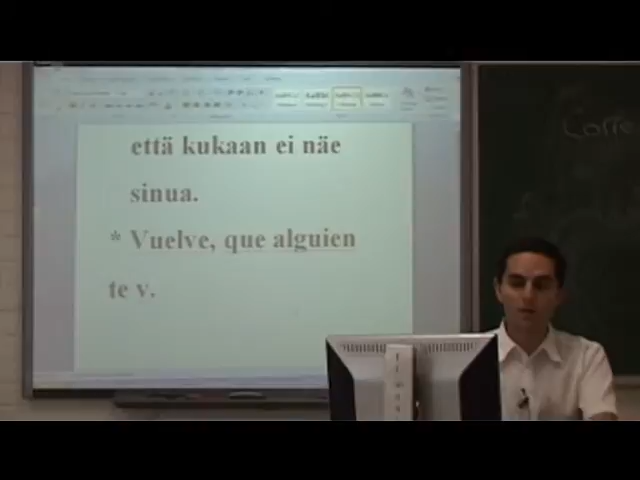 että kukaan ei näe
sinua.
* Vuelve, que alguien
te v.